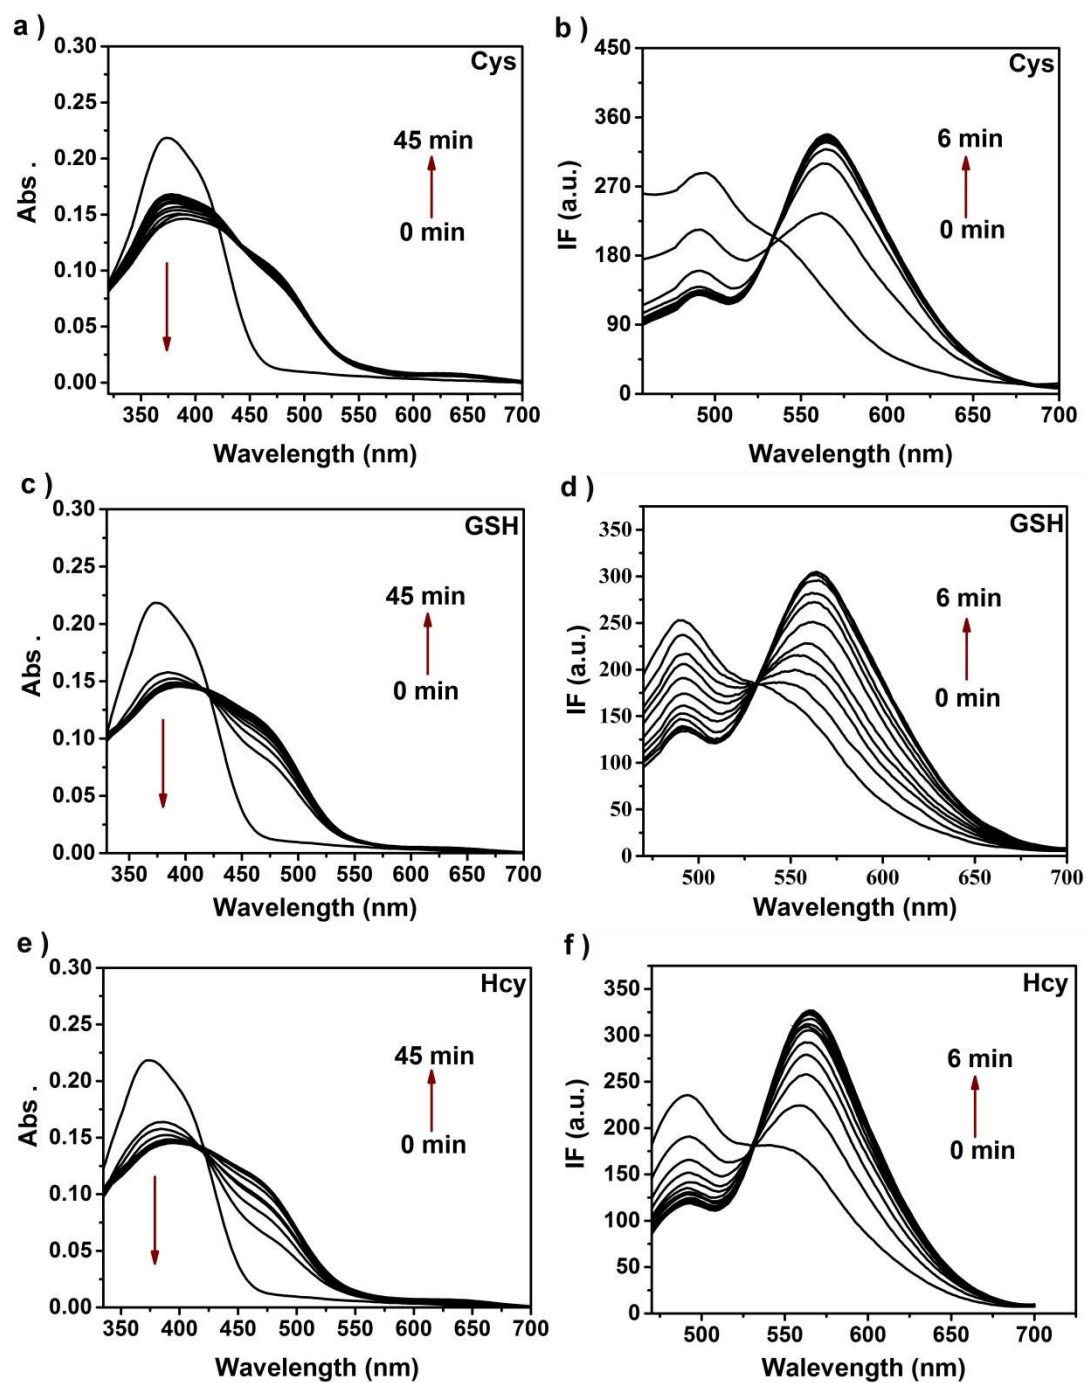 a )
Cys
Abs .
0.30
0.25
0.20
0.15
0.10
0.05
0.00
45 min
0 min
350 400 450 500 550 600 650 700
Wavelength (nm)
b )
Cys
IF (a.u.)
450
360
270
180
90
0
6 min
0 min
500 550 600 650 700
Wavelength (nm)
c )
GSH
Abs .
0.30
0.25
0.20
0.15
0.10
0.05
0.00
45 min
0 min
350 400 450 500 550 600 650 700
Wavelength (nm)
d )
GSH
IF (a.u.)
350
300
250
200
150
100
50
0
6 min
0 min
500 550 600 650 700
Wavelength (nm)
e )
Hcy
Abs .
0.30
0.25
0.20
0.15
0.10
0.05
0.00
45 min
0 min
350 400 450 500 550 600 650 700
Wavelength (nm)
f )
Hcy
IF (a.u.)
350
300
250
200
150
100
50
0
6 min
0 min
500 550 600 650 700
Walevength (nm)